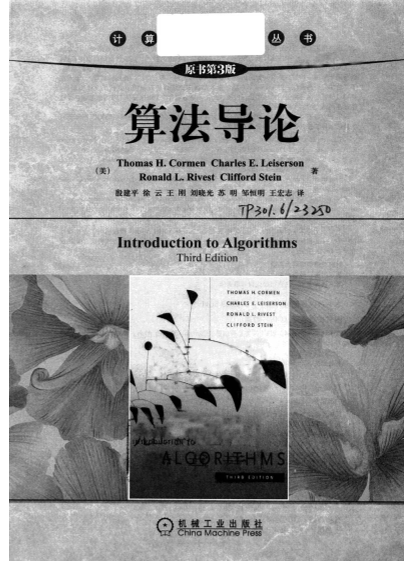 计 算 丛 书
原书第3版
算法导论
(美) Thomas H. Cormen Charles E. Leiserson 著
Ronald L. Rivest Clifford Stein
殷建平 徐 云 王 刚 刘晓光 苏 明 邹恒明 王宏志 译
TP301.6/23250
Introduction to Algorithms
Third Edition
THOMAS H. CORMEN
CHARLES E. LEISERSON
RONALD L. RIVEST
CLIFFORD STEIN
ALGORITHMS
THIRD EDITION
机械工业出版社
China Machine Press